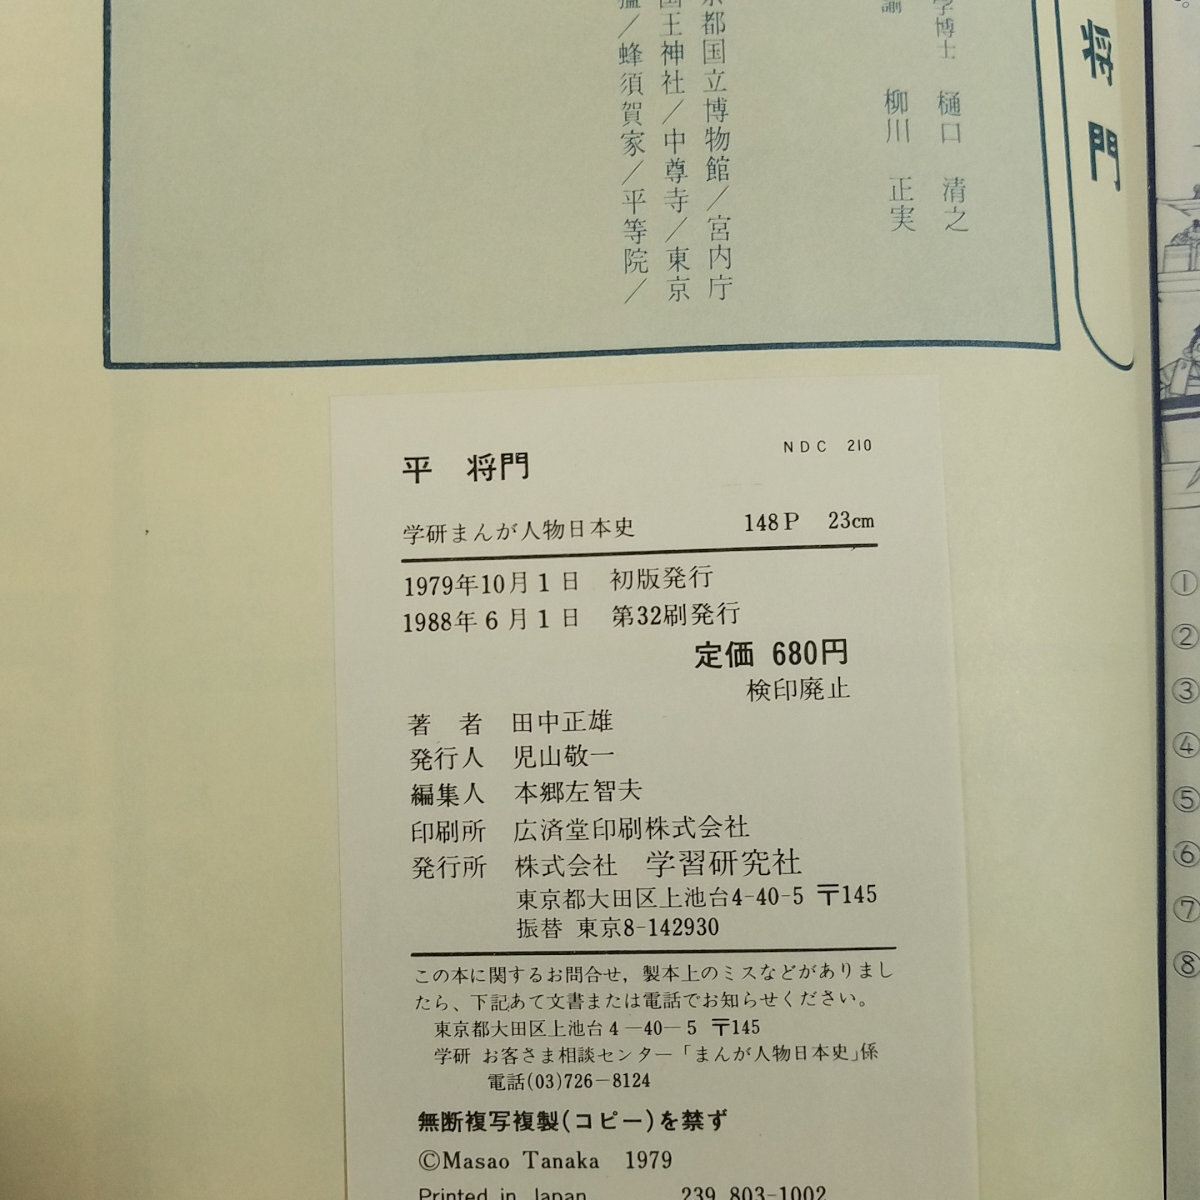 将門
学博士 樋口 清之
諭 柳川 正実
京都国立博物館／宮内庁
国王神社／中尊寺／東京
蜂須賀家／平等院／
平 将門
NDC 210
学研まんが人物日本史 148P 23cm
1979年10月1日 初版発行
1988年6月1日 第32刷発行
定価 680円
検印廃止
著 者 田中正雄
発行人 児山敬一
編集人 本郷左智夫
印刷所 広済堂印刷株式会社
発行所 株式会社 学習研究社
東京都大田区上池台4-40-5 〒145
振替 東京8-142930
この本に関するお問合せ，製本上のミスなどがありまし
たら、下記あて文書または電話でお知らせください。
東京都大田区上池台4－40－5 〒145
学研 お客さま相談センター「まんが人物日本史」係
電話(03)726－8124
無断複写複製(コピー)を禁ず
©Masao Tanaka 1979
Printed in Japan 239 803-1002
①
②
③
④
⑤
⑥
⑦
⑧